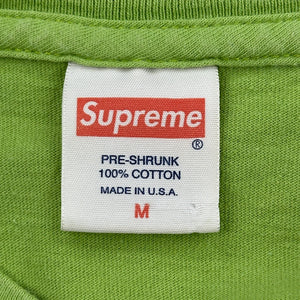 Supreme
®
PRE-SHRUNK
100% COTTON
MADE IN U.S.A.
M